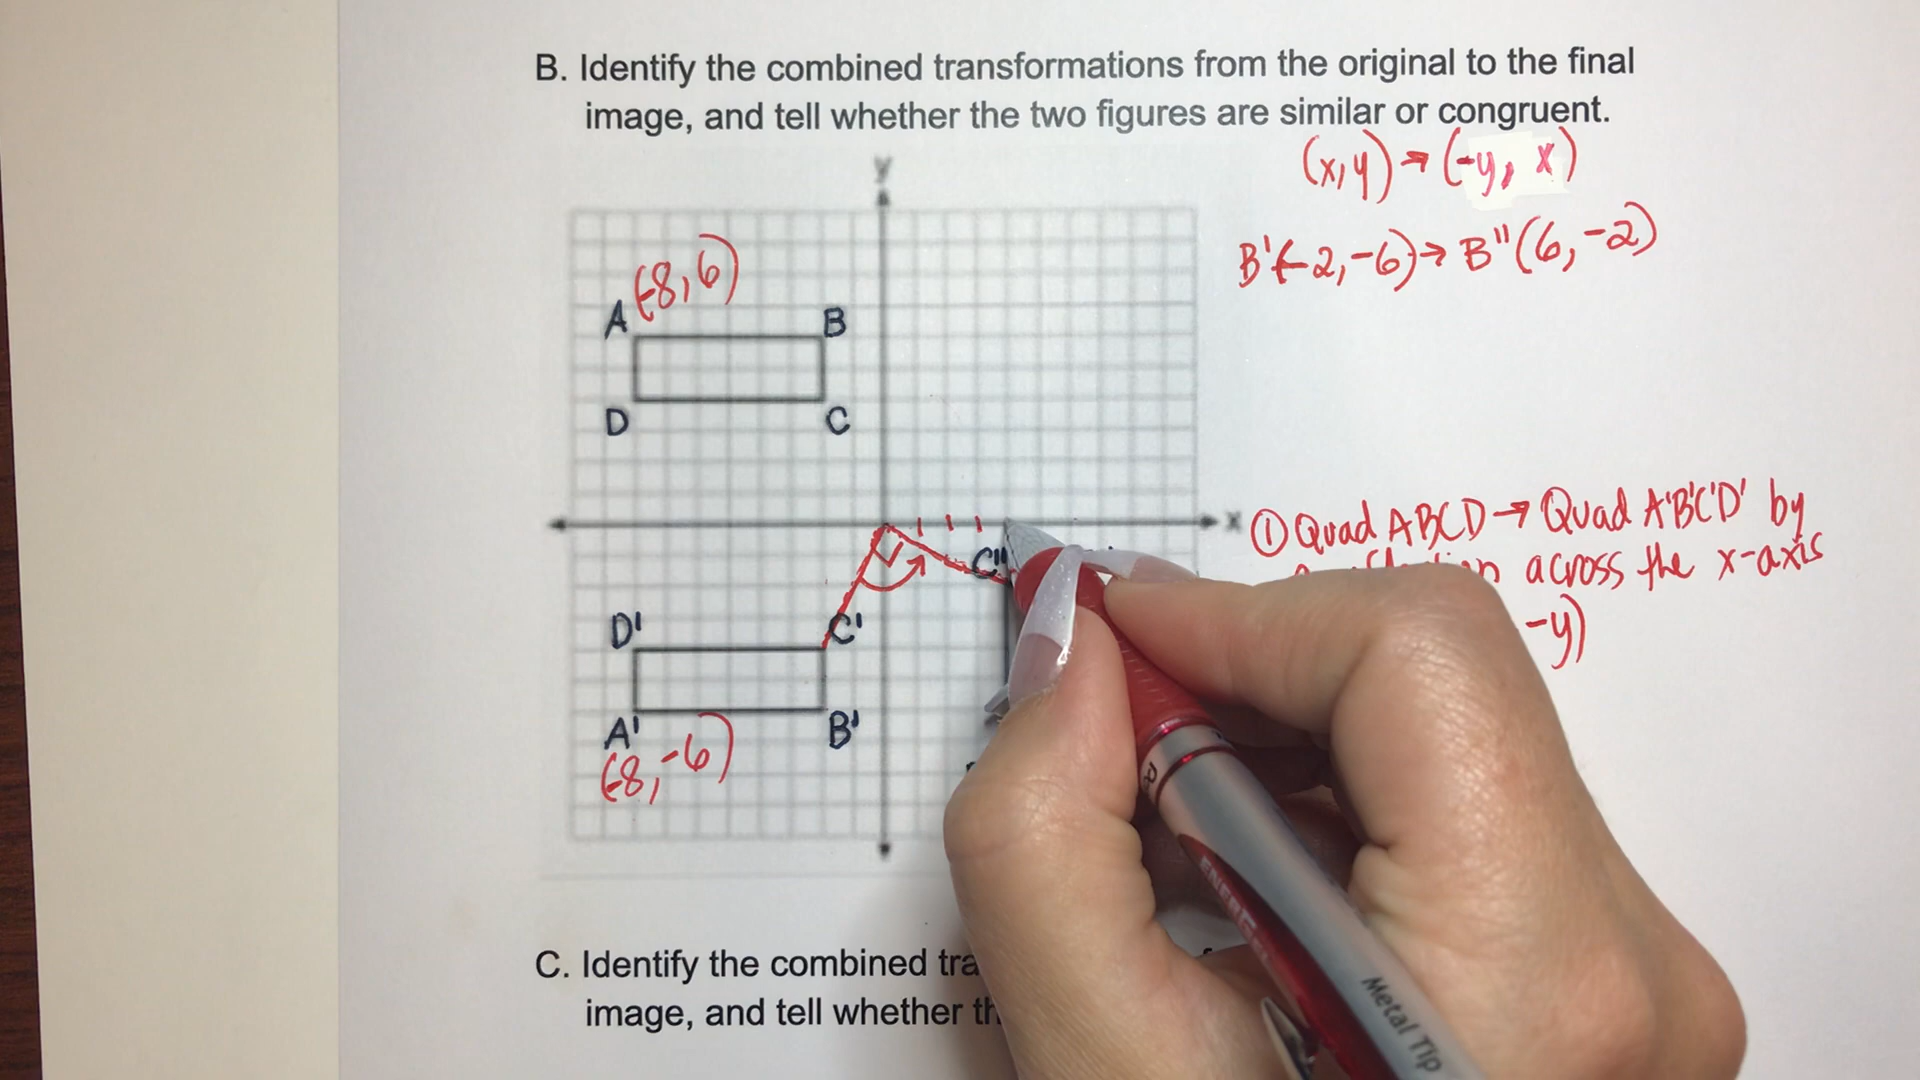 B. Identify the combined transformations from the original to the final
image, and tell whether the two figures are similar or congruent.
(x,y)→(-y, x)
B'(-2,-6)→B"(6,-2)
y
(-8,6)
A B
D C
x
① Quad ABCD → Quad A'B'C'D' by
across the x-axis
-y)
C"
D' C'
A' B'
(-8,-6)
C. Identify the combined
image, and tell whether
Metal Tip